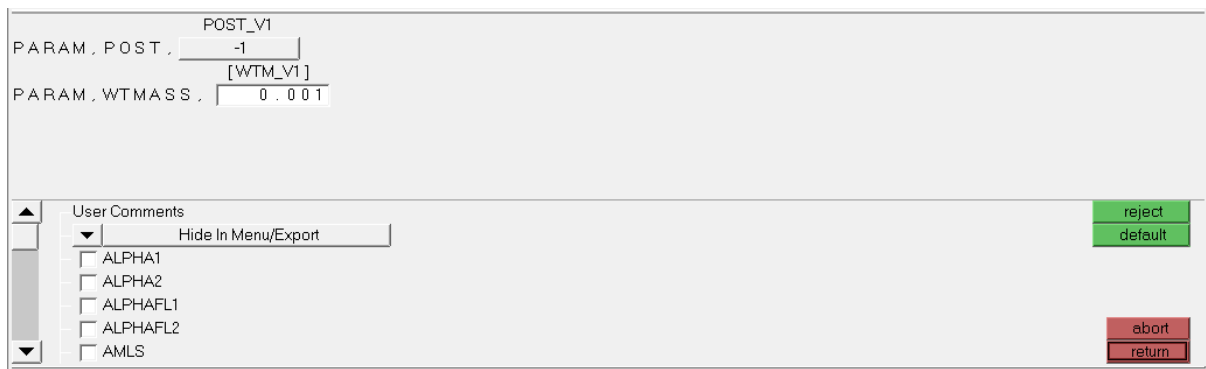 POST_V1
PARAM,POST, -1
[WTM_V1]
PARAM,WTMASS, 0.001
User Comments
reject
Hide In Menu/Export
default
ALPHA1
ALPHA2
ALPHAFL1
ALPHAFL2
abort
AMLS
return